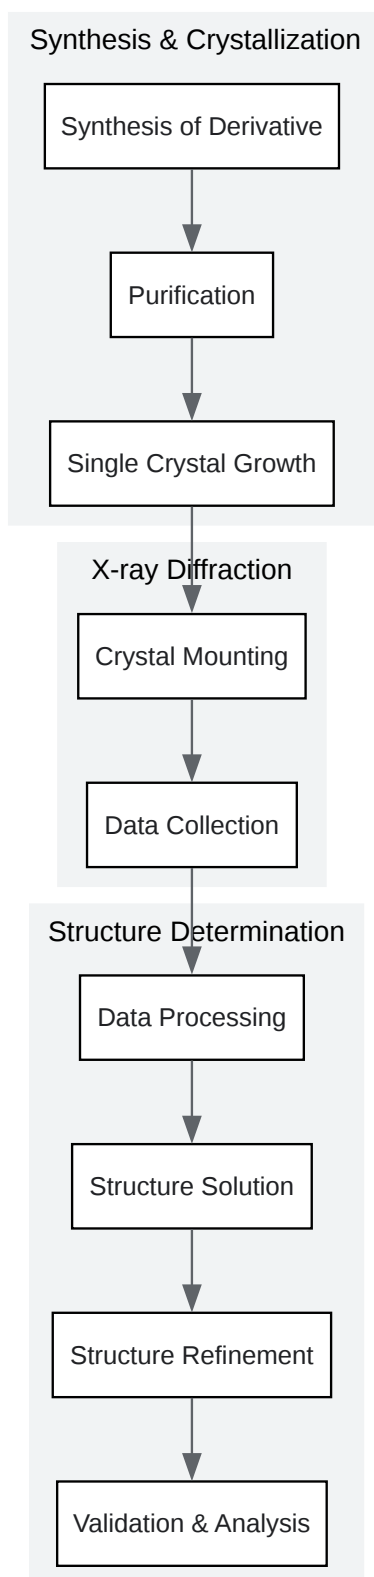 Synthesis & Crystallization
Synthesis of Derivative
Purification
Single Crystal Growth
X-ray Diffraction
Crystal Mounting
Data Collection
Structure Determination
Data Processing
Structure Solution
Structure Refinement
Validation & Analysis